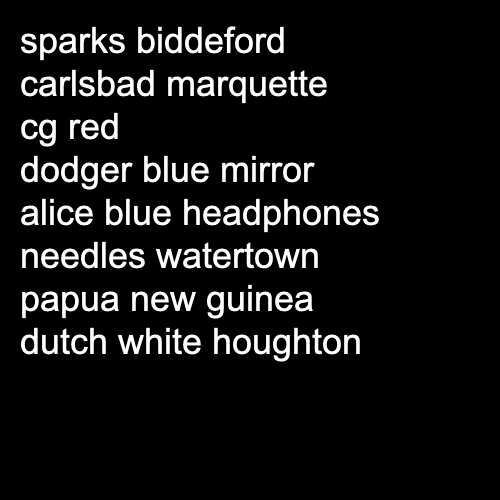 sparks biddeford
carlsbad marquette
cg red
dodger blue mirror
alice blue headphones
needles watertown
papua new guinea
dutch white houghton